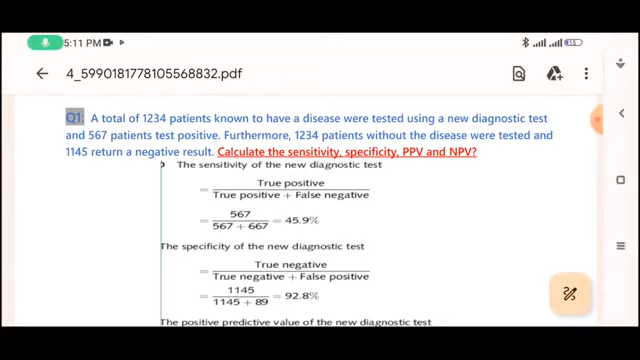 5:11 PM
15
4_5990181778105568832.pdf
Q1: A total of 1234 patients known to have a disease were tested using a new diagnostic test
and 567 patients test positive. Furthermore, 1234 patients without the disease were tested and
1145 return a negative result. Calculate the sensitivity, specificity, PPV and NPV?
The sensitivity of the new diagnostic test
= True positive / True positive + False negative
= 567 / 567 + 667 = 45.9%
The specificity of the new diagnostic test
= True negative / True negative + False positive
= 1145 / 1145 + 89 = 92.8%
The positive predictive value of the new diagnostic test